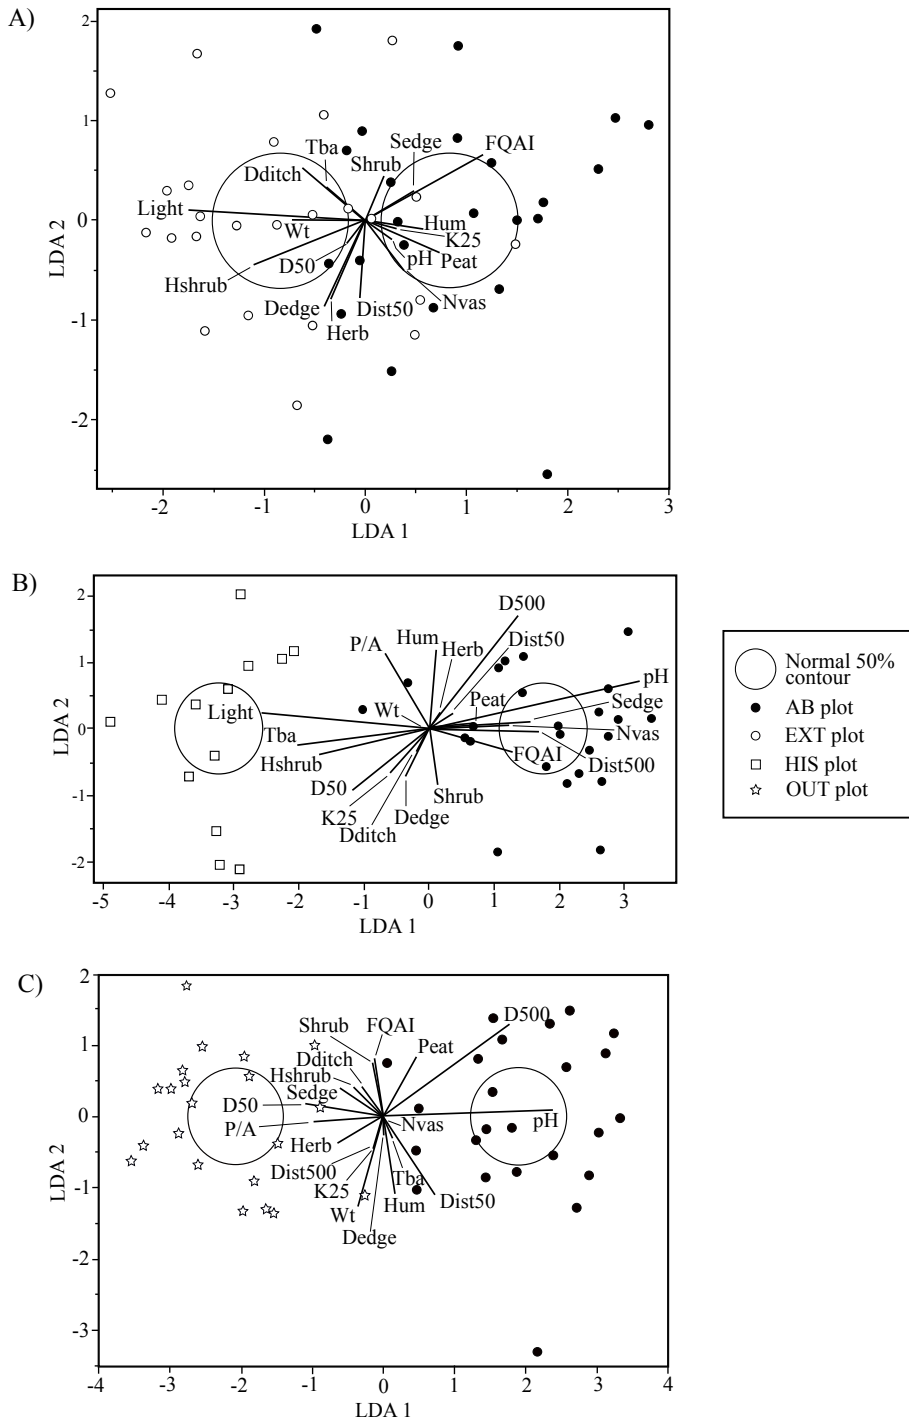 A)
2
1
0
-1
-2
LDA 2
Tba
Sedge
FQAI
Dditch
Shrub
Light
Wt
Hum
K25
D50
pH
Peat
Hshrub
Dedge
Dist50
Nvas
Herb
-2
-1
0
1
2
3
LDA 1
B)
2
1
0
-1
-2
LDA 2
D500
P/A
Hum
Herb
Dist50
pH
Light
Wt
Peat
Sedge
Tba
Nvas
Hshrub
FQAI
Dist500
D50
Shrub
K25
Dedge
Dditch
-5
-4
-3
-2
-1
0
1
2
3
LDA 1
Normal 50%
contour
AB plot
EXT plot
HIS plot
OUT plot
C)
2
1
0
-1
-2
-3
LDA 2
Shrub
FQAI
D500
Dditch
Peat
Hshrub
Sedge
D50
P/A
Nvas
pH
Herb
Dist500
Tba
K25
Hum
Dist50
Wt
Dedge
-4
-3
-2
-1
0
1
2
3
4
LDA 1